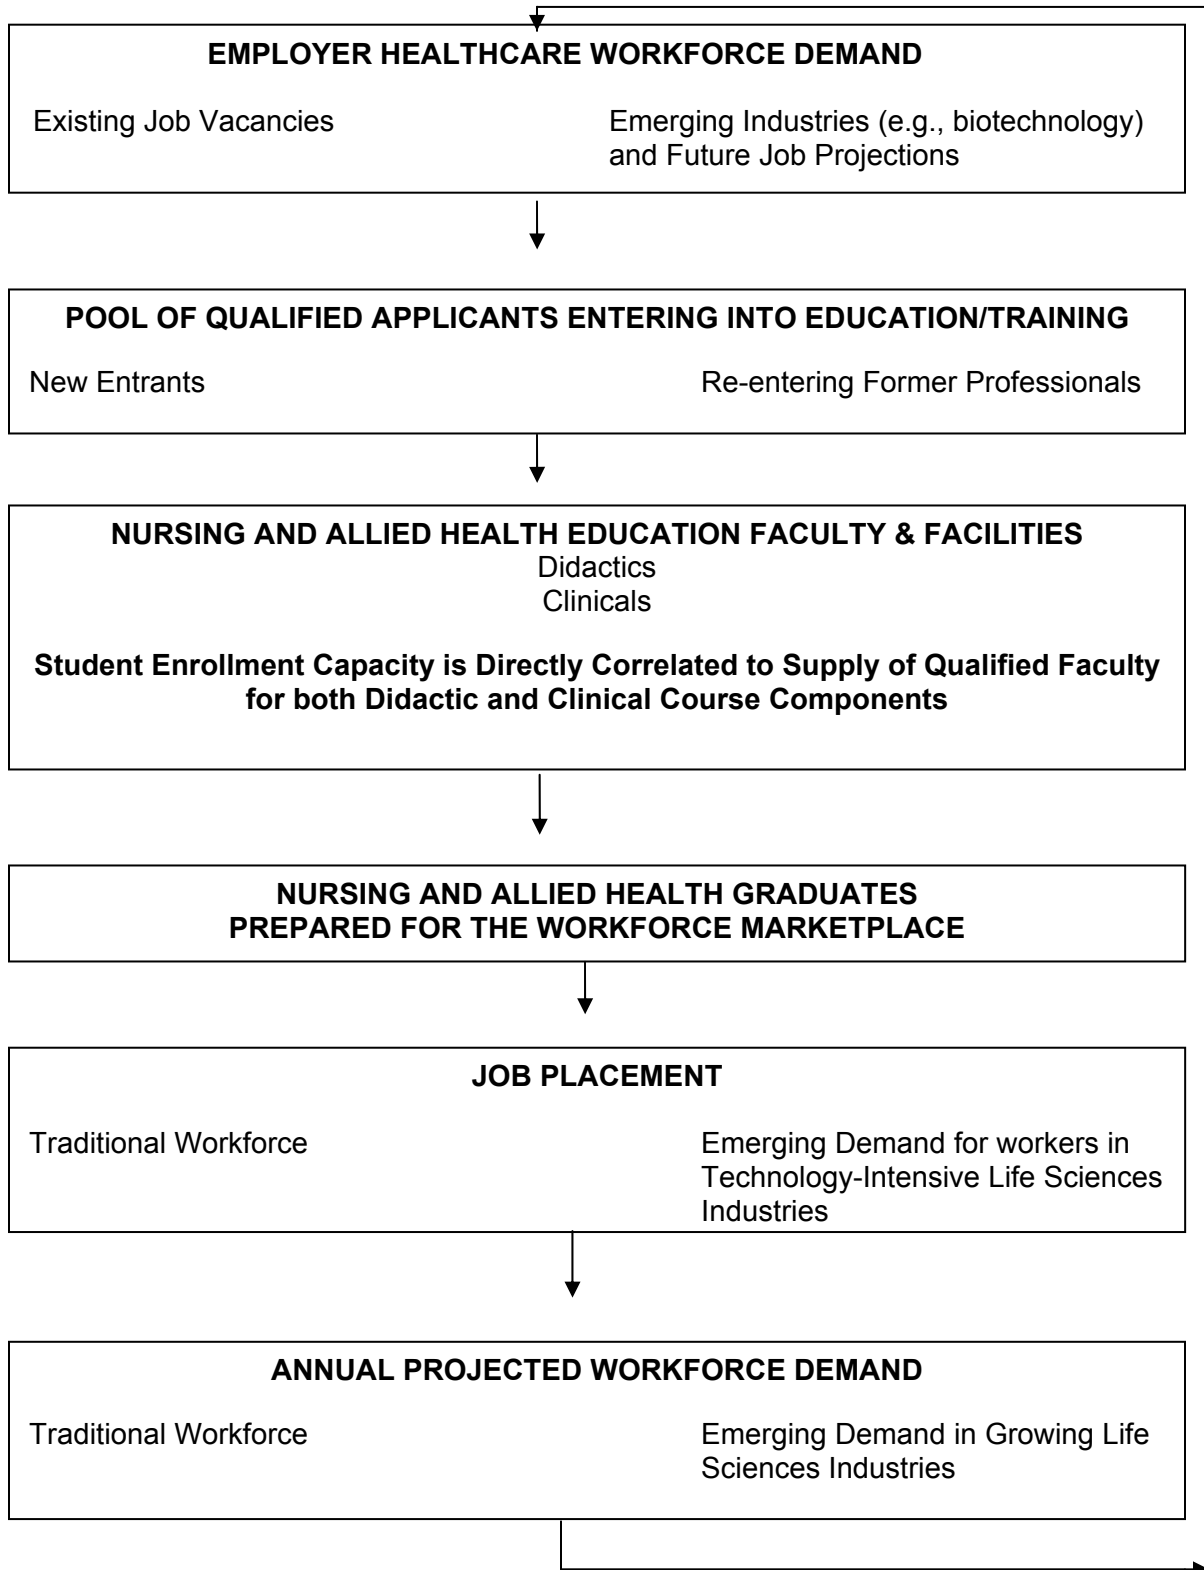 EMPLOYER HEALTHCARE WORKFORCE DEMAND
Existing Job Vacancies
Emerging Industries (e.g., biotechnology)
and Future Job Projections
POOL OF QUALIFIED APPLICANTS ENTERING INTO EDUCATION/TRAINING
New Entrants
Re-entering Former Professionals
NURSING AND ALLIED HEALTH EDUCATION FACULTY & FACILITIES
Didactics
Clinicals
Student Enrollment Capacity is Directly Correlated to Supply of Qualified Faculty
for both Didactic and Clinical Course Components
NURSING AND ALLIED HEALTH GRADUATES
PREPARED FOR THE WORKFORCE MARKETPLACE
JOB PLACEMENT
Traditional Workforce
Emerging Demand for workers in
Technology-Intensive Life Sciences
Industries
ANNUAL PROJECTED WORKFORCE DEMAND
Traditional Workforce
Emerging Demand in Growing Life
Sciences Industries